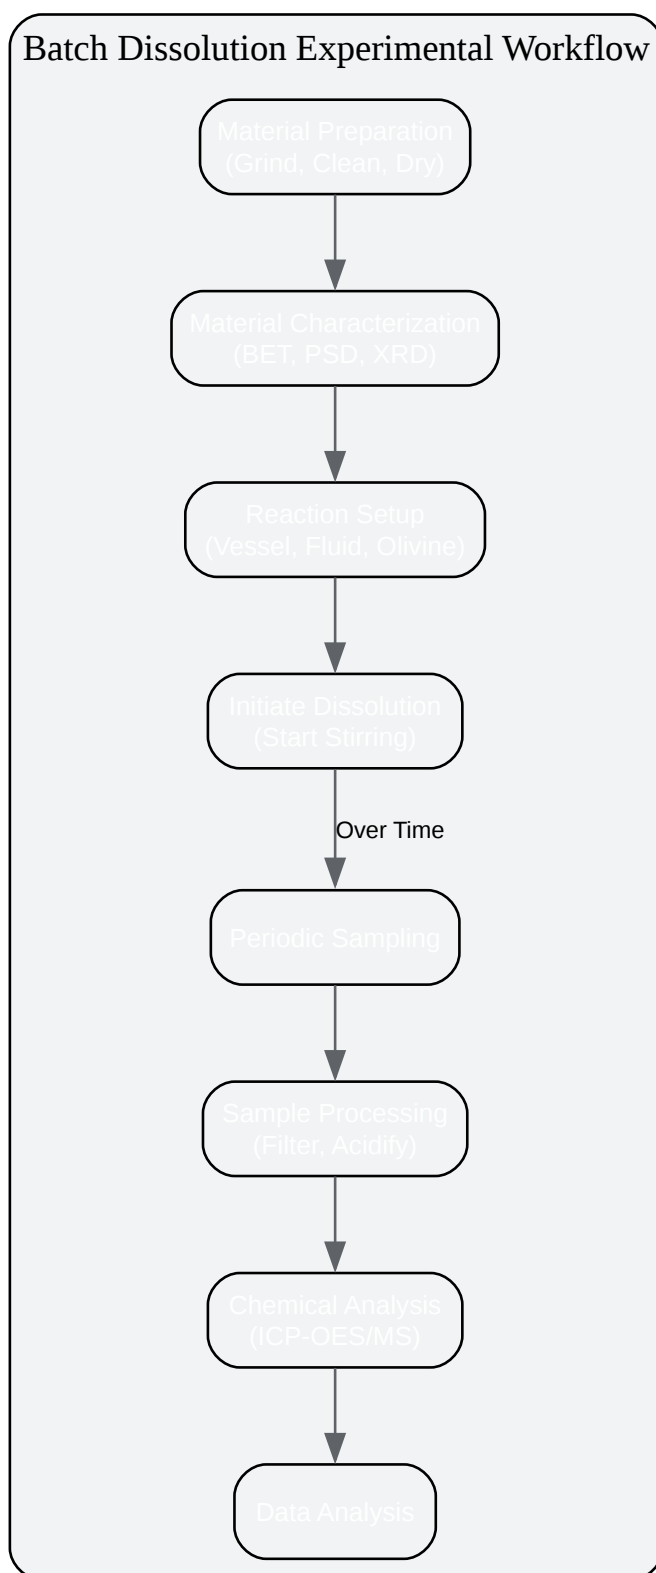 Batch Dissolution Experimental Workflow
Material Preparation
(Grind, Clean, Dry)
Material Characterization
(BET, PSD, XRD)
Reaction Setup
(Vessel, Fluid, Olivine)
Initiate Dissolution
(Start Stirring)
Over Time
Periodic Sampling
Sample Processing
(Filter, Acidify)
Chemical Analysis
(ICP-OES/MS)
Data Analysis